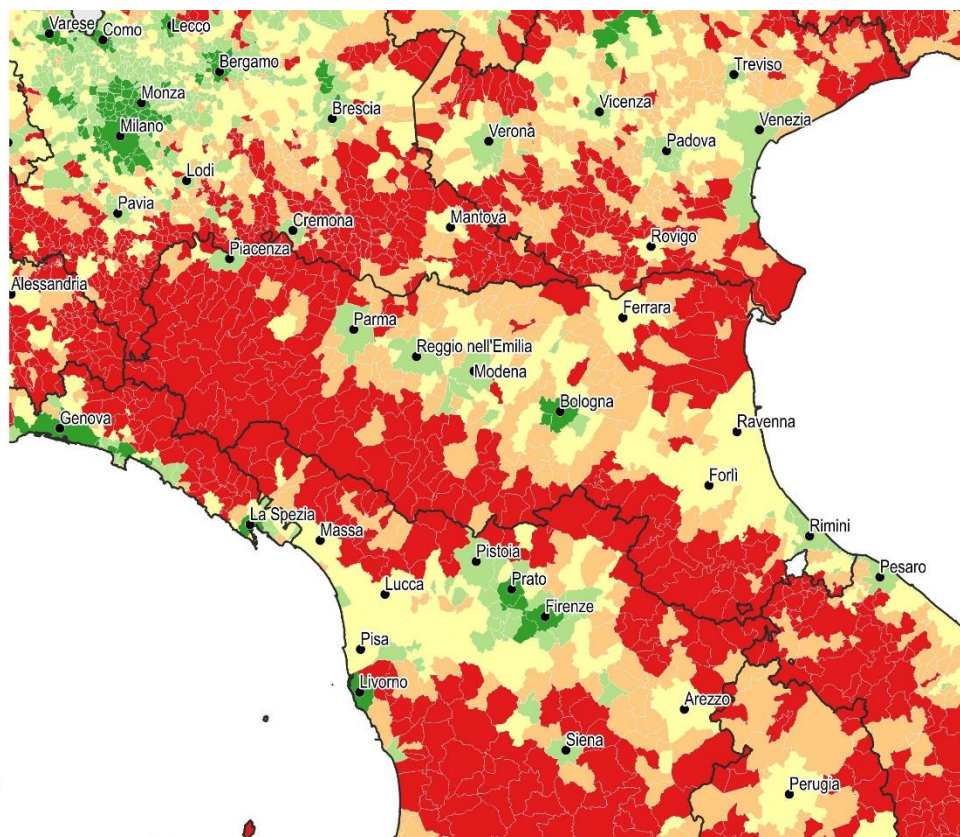 Varese
Como
Lecco
Bergamo
Treviso
Monza
Brescia
Vicenza
Milano
Verona
Venezia
Padova
Lodi
Pavia
Cremona
Mantova
Rovigo
Piacenza
Alessandria
Ferrara
Parma
Reggio nell'Emilia
Modena
Bologna
Genova
Ravenna
Forlì
La Spezia
Massa
Rimini
Pistoia
Pesaro
Prato
Lucca
Firenze
Pisa
Livorno
Arezzo
Siena
Perugia